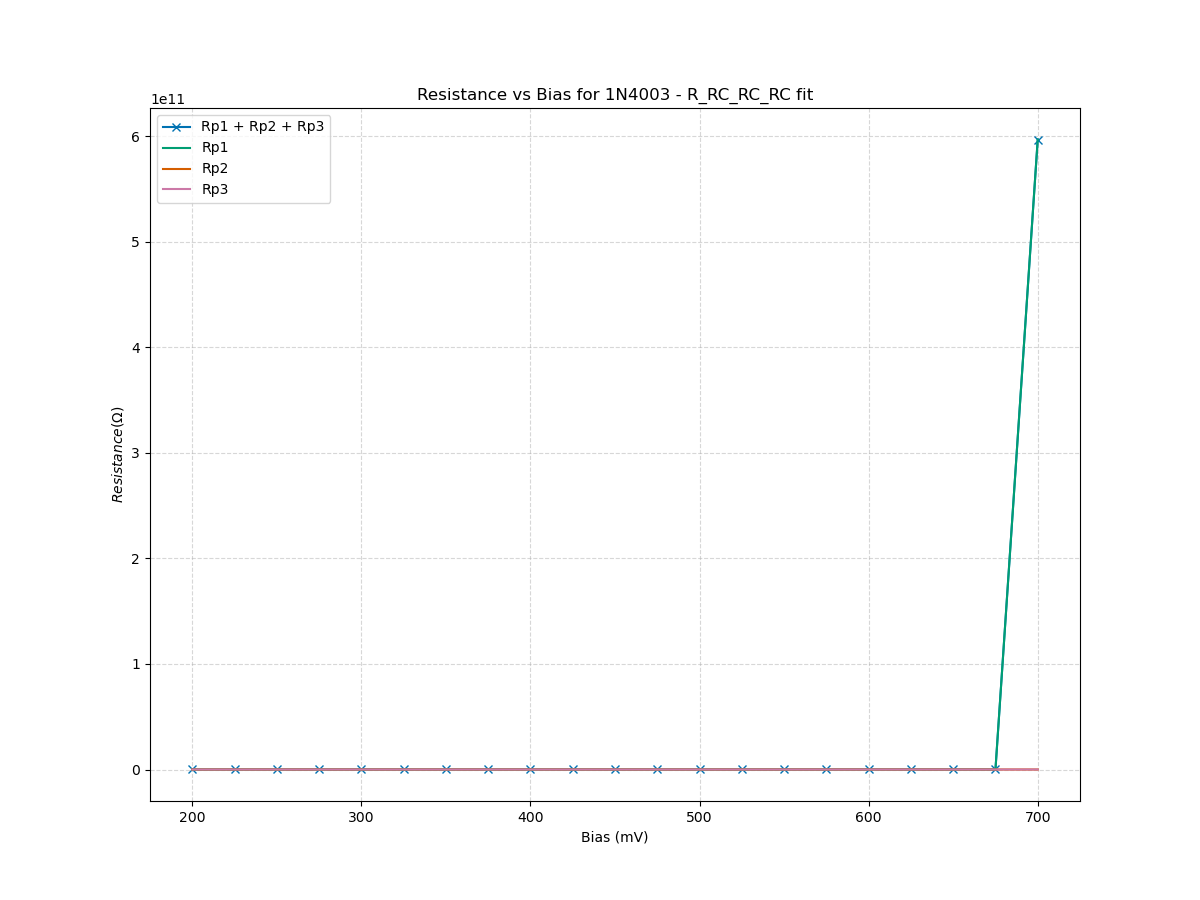 Resistance vs Bias for 1N4003 - R_RC_RC_RC fit
1e11
Rp1 + Rp2 + Rp3
Rp1
Rp2
Rp3
6
5
4
3
2
1
0
Resistance(Ω)
200 300 400 500 600 700
Bias (mV)